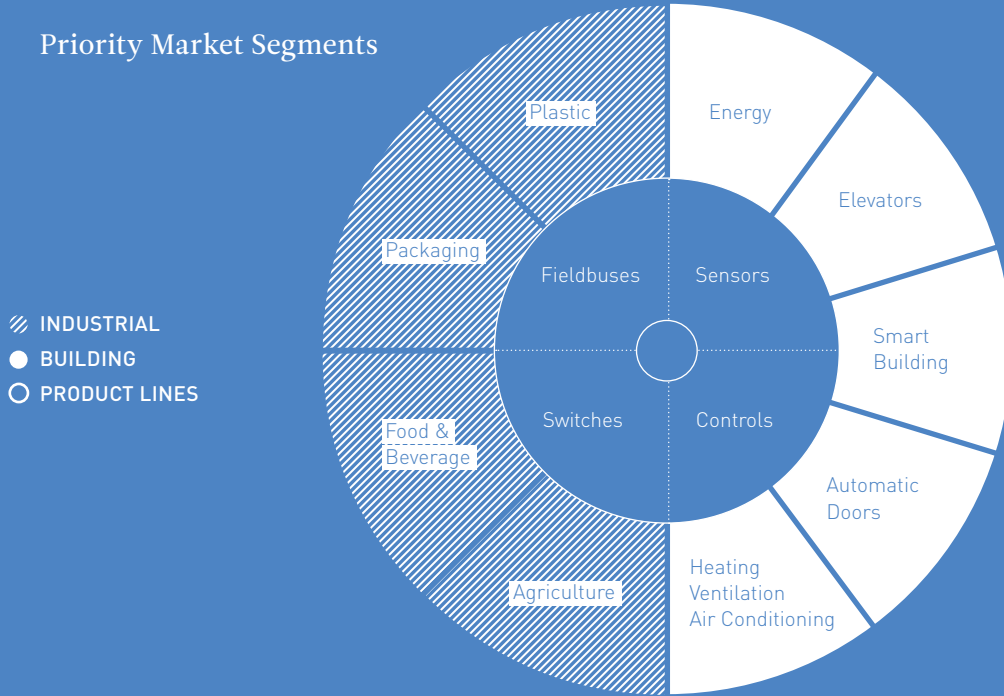 Priority Market Segments
Plastic
Energy
Elevators
Packaging
Fieldbuses
Sensors
INDUSTRIAL
BUILDING
PRODUCT LINES
Smart
Building
Switches
Controls
Food &
Beverage
Automatic
Doors
Agriculture
Heating
Ventilation
Air Conditioning